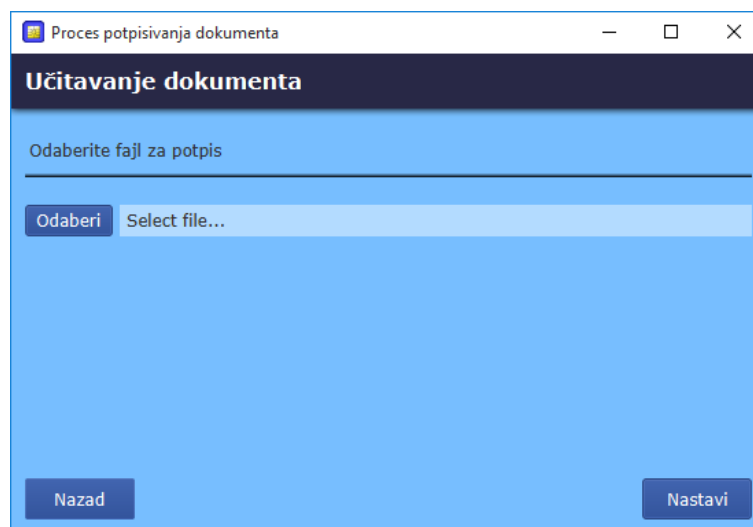 Proces potpisivanja dokumenta
Učitavanje dokumenta
Odaberite fajl za potpis
Odaberi Select file...
Nazad Nastavi